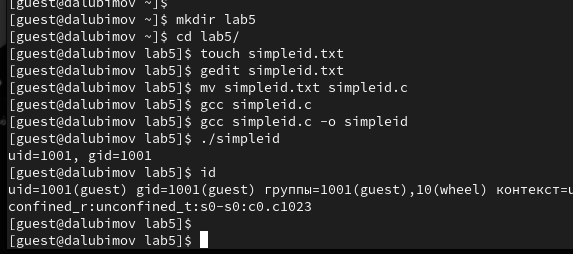 [guest@dalubimov ~]$
[guest@dalubimov ~]$ mkdir lab5
[guest@dalubimov ~]$ cd lab5/
[guest@dalubimov lab5]$ touch simpleid.txt
[guest@dalubimov lab5]$ gedit simpleid.txt
[guest@dalubimov lab5]$ mv simpleid.txt simpleid.c
[guest@dalubimov lab5]$ gcc simpleid.c
[guest@dalubimov lab5]$ gcc simpleid.c -o simpleid
[guest@dalubimov lab5]$ ./simpleid
uid=1001, gid=1001
[guest@dalubimov lab5]$ id
uid=1001(guest) gid=1001(guest) группы=1001(guest),10(wheel) контекст=u
confined_r:unconfined_t:s0-s0:c0.c1023
[guest@dalubimov lab5]$
[guest@dalubimov lab5]$